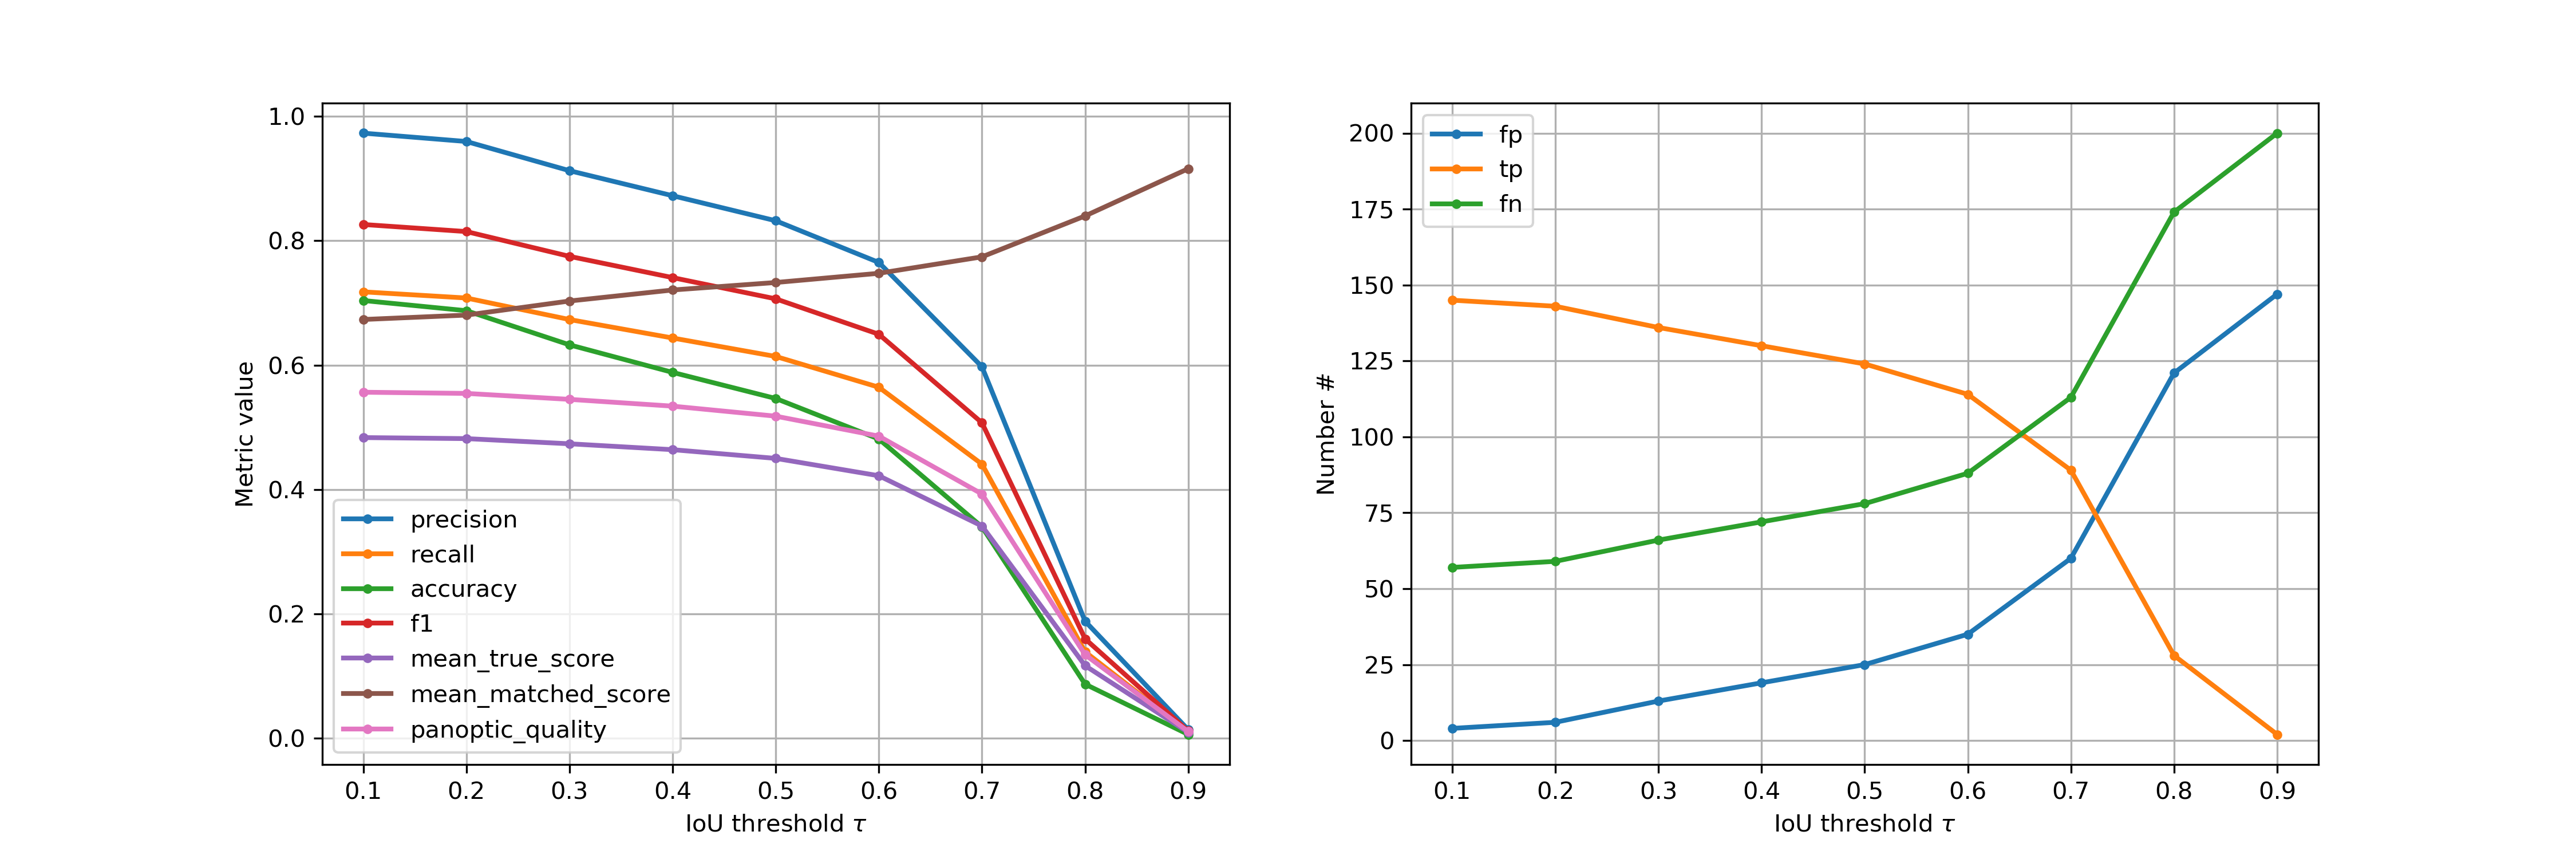 1.0
0.8
0.6
0.4
0.2
0.0
Metric value
precision
recall
accuracy
f1
mean_true_score
mean_matched_score
panoptic_quality
0.1 0.2 0.3 0.4 0.5 0.6 0.7 0.8 0.9
IoU threshold τ
200
175
150
125
100
75
50
25
0
Number #
fp
tp
fn
0.1 0.2 0.3 0.4 0.5 0.6 0.7 0.8 0.9
IoU threshold τ